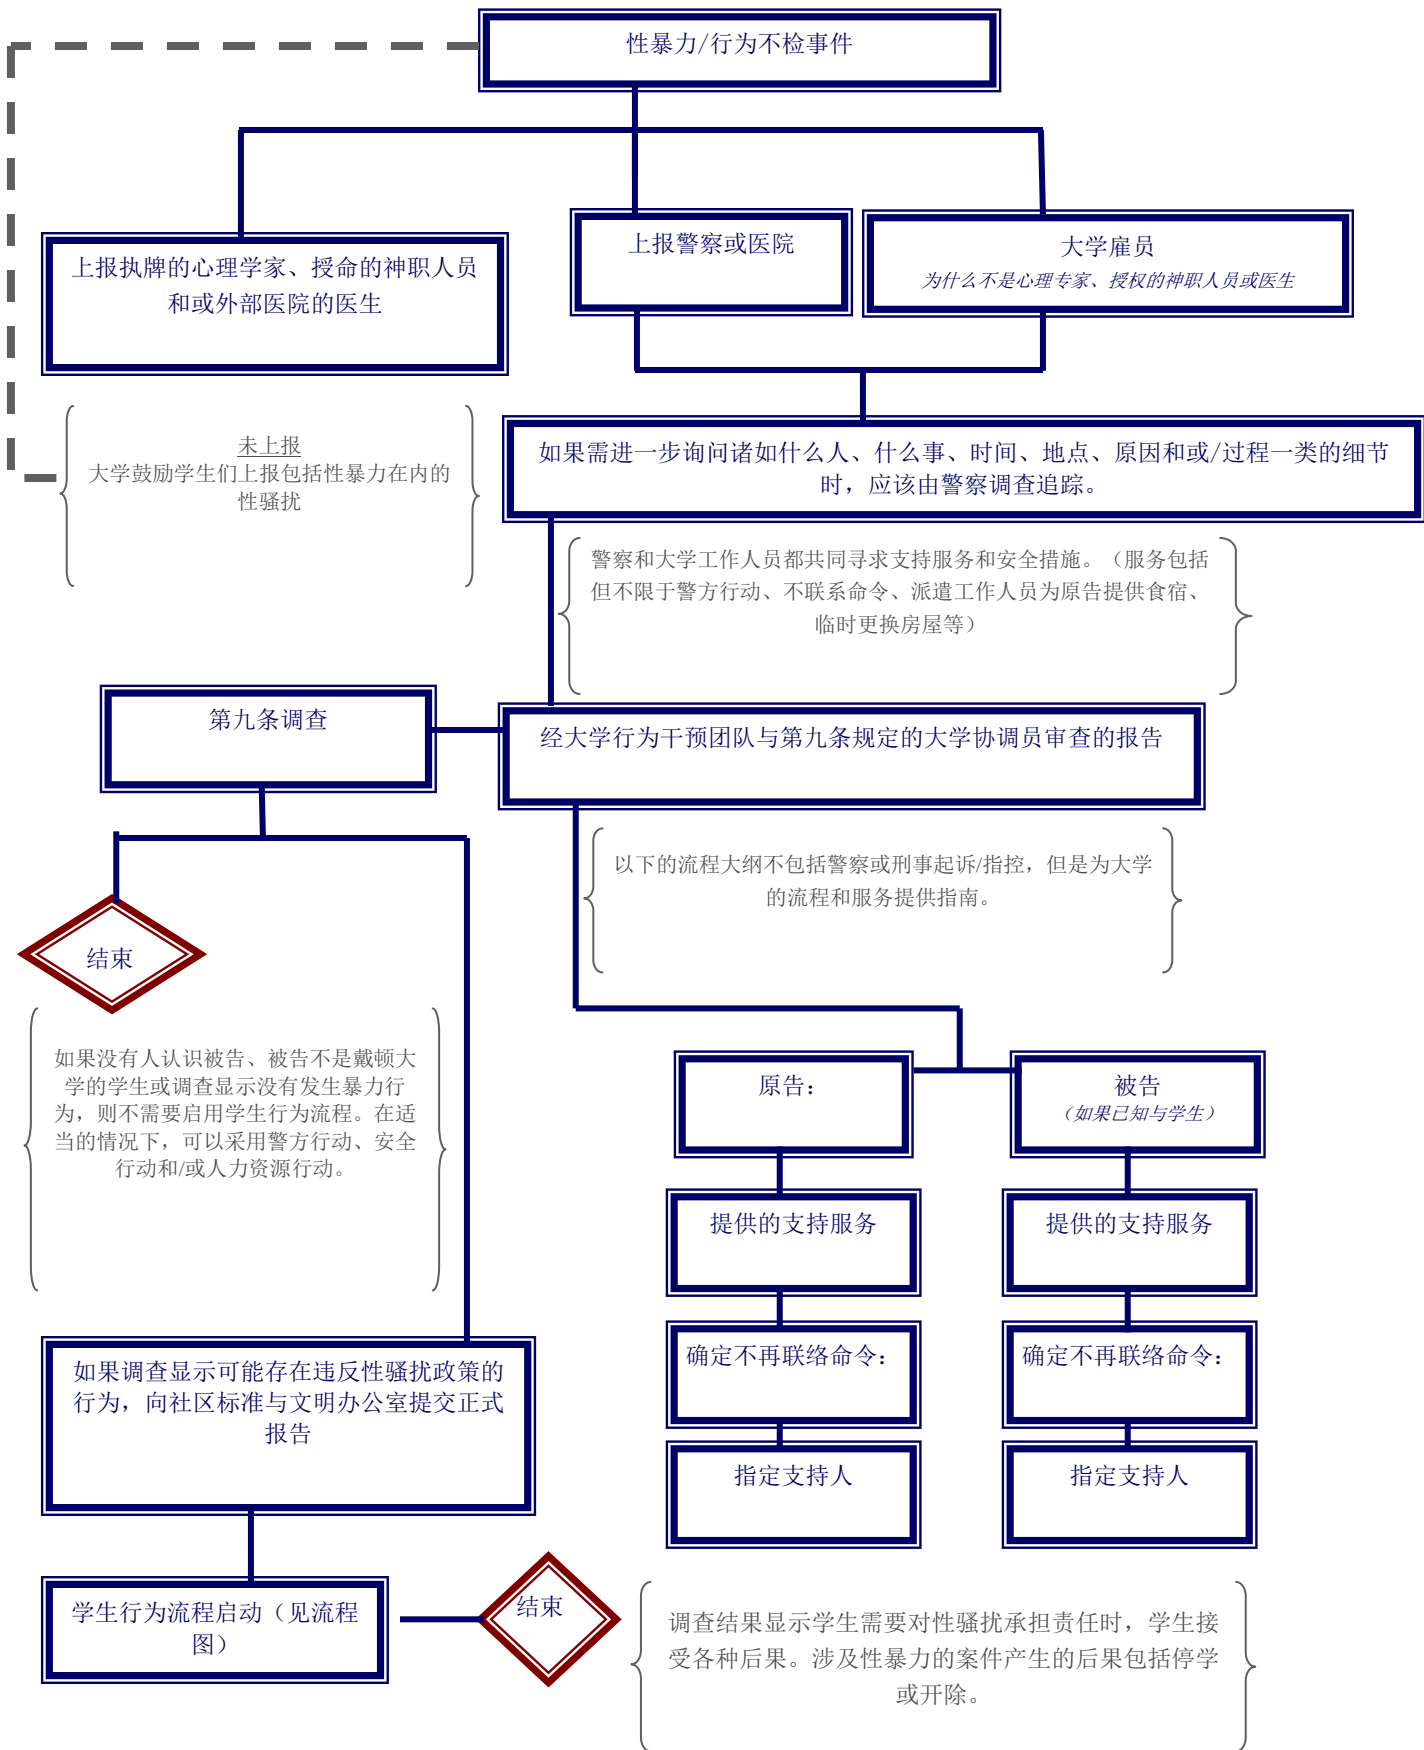 性暴力/行为不检事件
上报执牌的心理学家、授命的神职人员
和或外部医院的医生
上报警察或医院
大学雇员
为什么不是心理专家、授权的神职人员或医生
未上报
大学鼓励学生们上报包括性暴力在内的
性骚扰
如果需进一步询问诸如什么人、什么事、时间、地点、原因和或/过程一类的细节
时，应该由警察调查追踪。
警察和大学工作人员都共同寻求支持服务和安全措施。（服务包括
但不限于警方行动、不联系命令、派遣工作人员为原告提供食宿、
临时更换房屋等）
第九条调查
经大学行为干预团队与第九条规定的大学协调员审查的报告
以下的流程大纲不包括警察或刑事起诉/指控，但是为大学
的流程和服务提供指南。
结束
如果没有人认识被告、被告不是戴顿大
学的学生或调查显示没有发生暴力行
为，则不需要启用学生行为流程。在适
当的情况下，可以采用警方行动、安全
行动和/或人力资源行动。
原告：
被告
（如果已知与学生）
提供的支持服务
提供的支持服务
确定不再联络命令：
确定不再联络命令：
指定支持人
指定支持人
如果调查显示可能存在违反性骚扰政策的
行为，向社区标准与文明办公室提交正式
报告
学生行为流程启动（见流程
图）
结束
调查结果显示学生需要对性骚扰承担责任时，学生接
受各种后果。涉及性暴力的案件产生的后果包括停学
或开除。